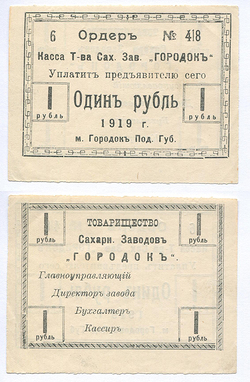 6 Ордеръ № 48
Касса Т-ва Сах. Зав. „ГОРОДОКЪ"
Уплатитъ предъявителю сего
1 рубль Одинъ рубль 1 рубль
1919 г.
м. Городокъ Под. Губ.
1 рубль 1 рубль
ТОВАРИЩЕСТВО
Сахарн. Заводовъ
„ГОРОДОКЪ".
Главноуправляющій
Директоръ завода
Бухгалтеръ
Кассиръ
1 рубль 1 рубль